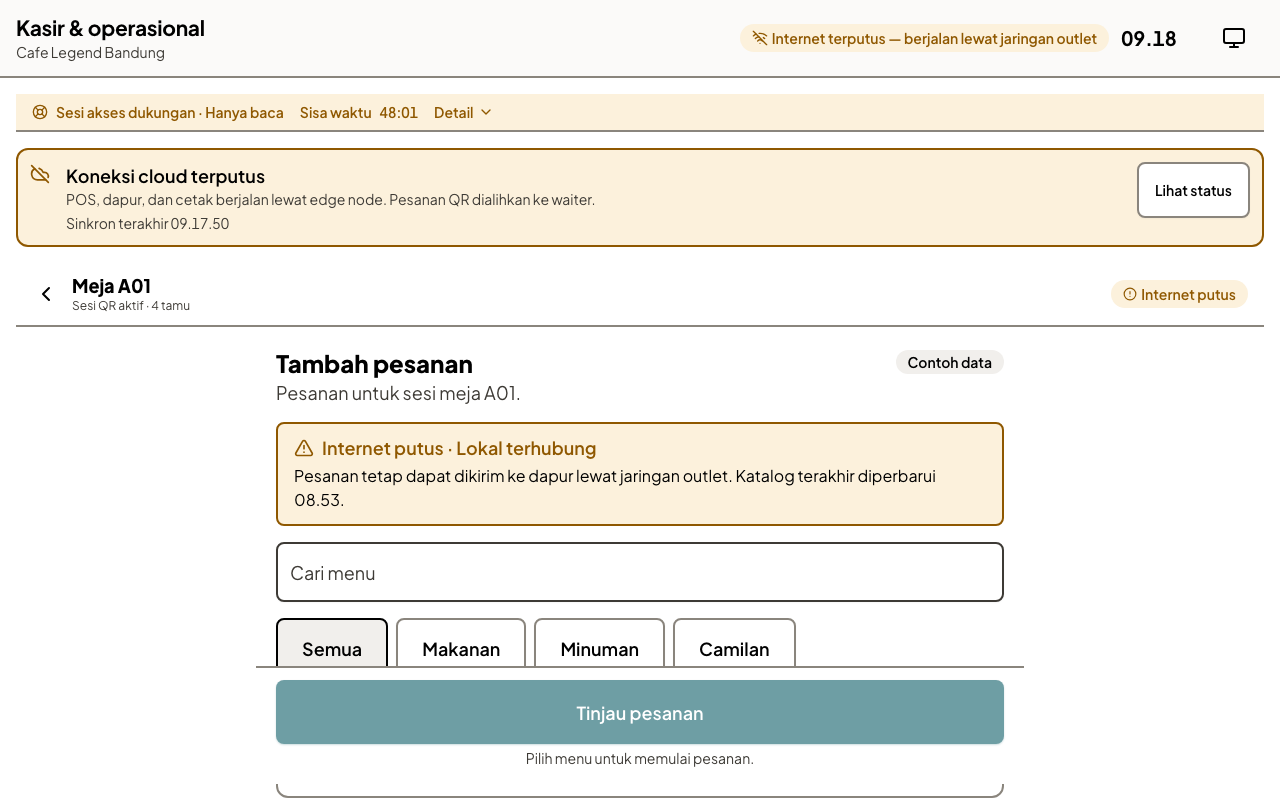 Kasir & operasional
Cafe Legend Bandung
Internet terputus — berjalan lewat jaringan outlet
09.18
Sesi akses dukungan · Hanya baca
Sisa waktu 48:01
Detail
Koneksi cloud terputus
POS, dapur, dan cetak berjalan lewat edge node. Pesanan QR dialihkan ke waiter.
Sinkron terakhir 09.17.50
Lihat status
Meja A01
Sesi QR aktif · 4 tamu
Internet putus
Tambah pesanan
Contoh data
Pesanan untuk sesi meja A01.
Internet putus · Lokal terhubung
Pesanan tetap dapat dikirim ke dapur lewat jaringan outlet. Katalog terakhir diperbarui
08.53.
Cari menu
Semua
Makanan
Minuman
Camilan
Tinjau pesanan
Pilih menu untuk memulai pesanan.